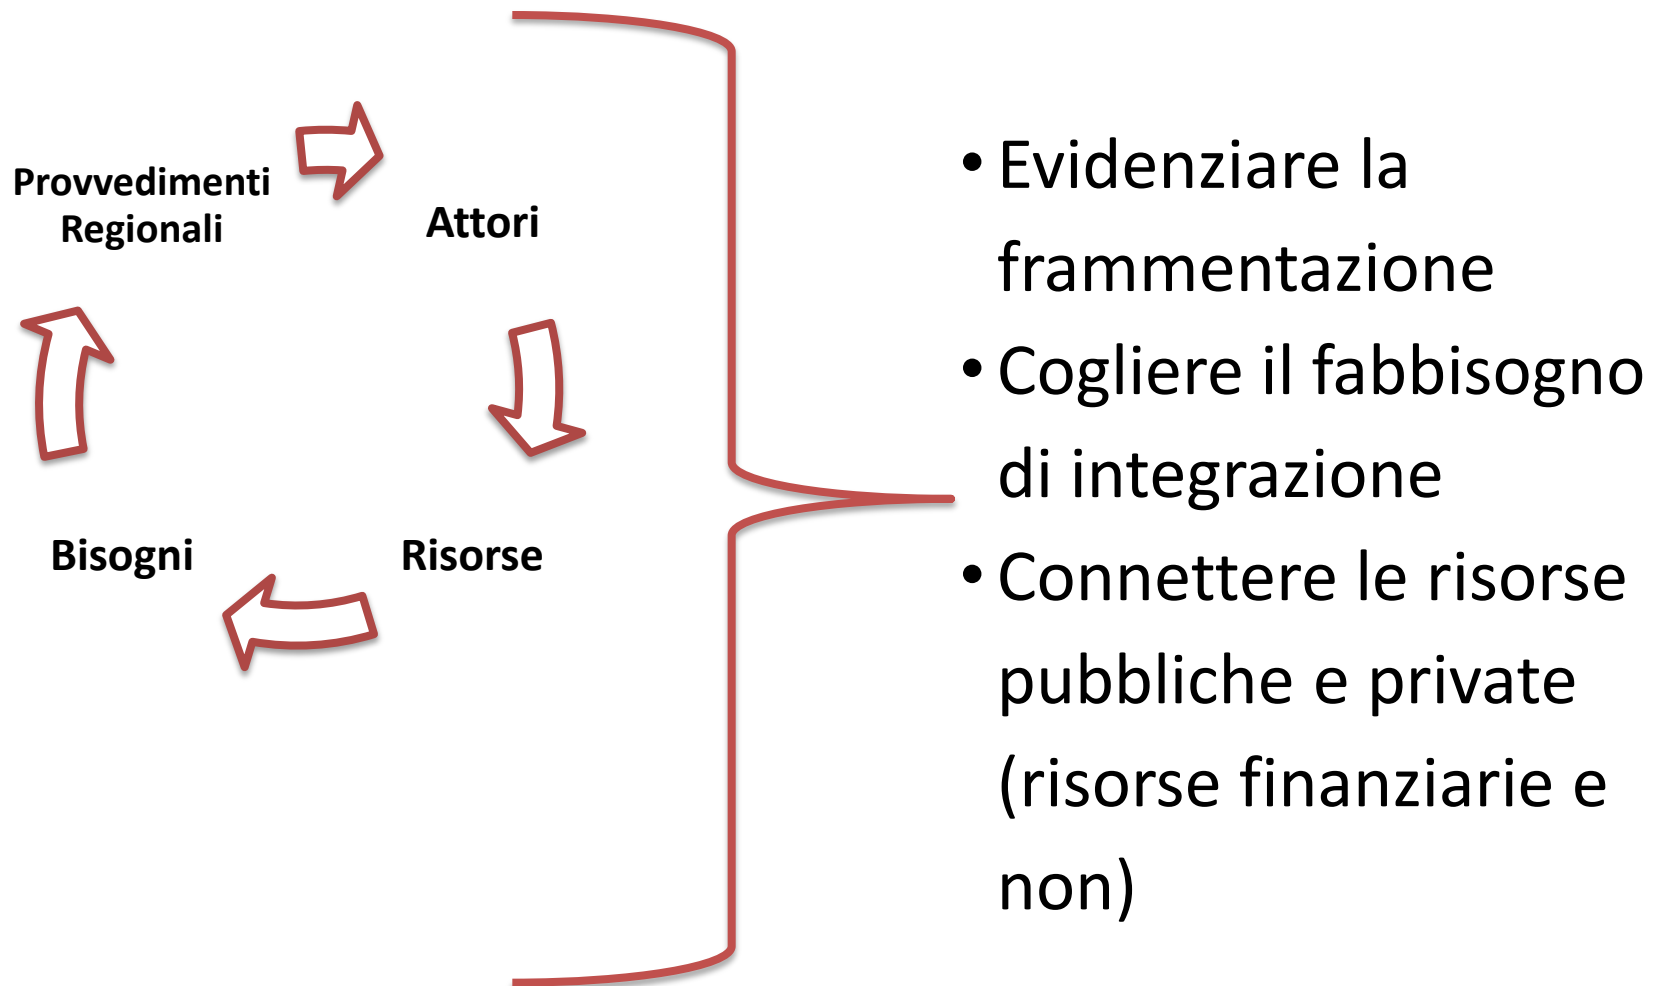 Provvedimenti
Regionali
Attori
Bisogni
Risorse
• Evidenziare la
frammentazione
• Cogliere il fabbisogno
di integrazione
• Connettere le risorse
pubbliche e private
(risorse finanziarie e
non)